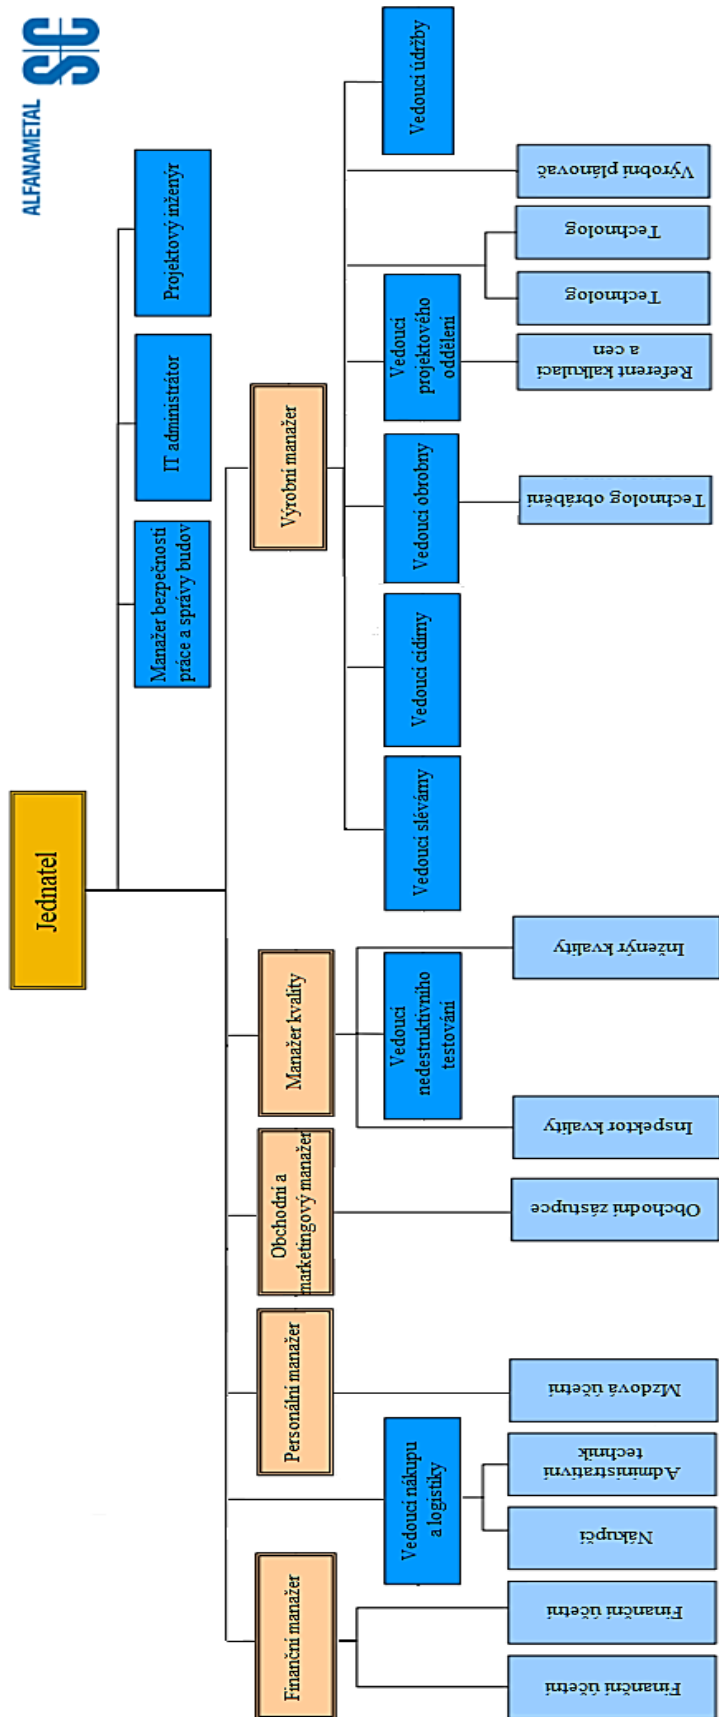 ALFANAMETAL
SC
Jednatel
Manažer bezpečnosti
práce a správy budov
IT administrátor
Projektový inženýr
Finanční manažer
Personální manažer
Obchodní a
marketingový manažer
Manažer kvality
Výrobní manažer
Vedoucí nákupu
a logistiky
Vedoucí
nedestruktivního
testování
Vedoucí slévárny
Vedoucí cídírny
Vedoucí obrobny
Vedoucí
projektového
oddělení
Vedoucí údržby
Finanční účetní
Finanční účetní
Nákupčí
Administrativní
technik
Mzdová účetní
Obchodní zástupce
Inspektor kvality
Inženýr kvality
Technolog obrábění
Referent kalkulací
a cen
Technolog
Technolog
Výrobní plánovač